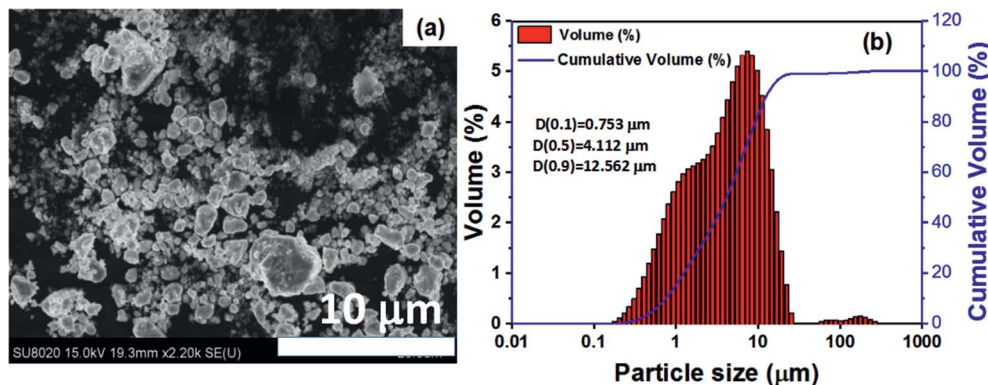 (a)
10 μm
SU8020 15.0kV 19.3mm x2.20k SE(U)
(b)
Volume (%)
Cumulative Volume (%)
D(0.1)=0.753 μm
D(0.5)=4.112 μm
D(0.9)=12.562 μm
6
5
4
3
2
1
0
120
100
80
60
40
20
0
0.01 0.1 1 10 100 1000
Volume (%)
Cumulative Volume (%)
Particle size (μm)